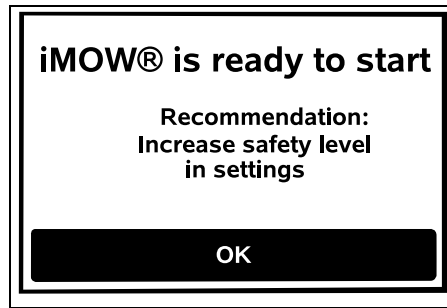 iMOW® is ready to start
Recommendation:
Increase safety level
in settings
OK